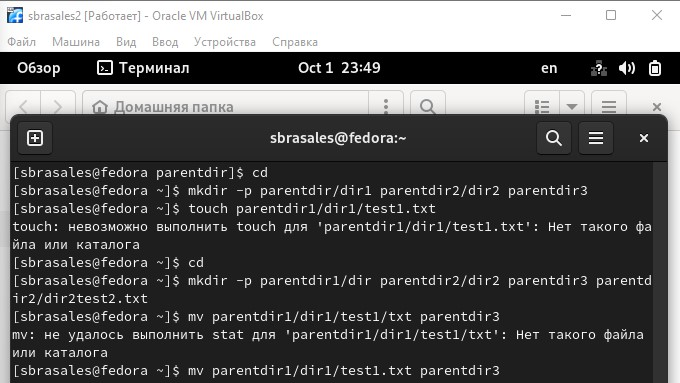 sbrasales2 [Работает] - Oracle VM VirtualBox
Файл Машина Вид Ввод Устройства Справка
Обзор Терминал Oct 1 23:49 en
Домашняя папка
sbrasales@fedora:~
[sbrasales@fedora parentdir]$ cd
[sbrasales@fedora ~]$ mkdir -p parentdir/dir1 parentdir2/dir2 parentdir3
[sbrasales@fedora ~]$ touch parentdir1/dir1/test1.txt
touch: невозможно выполнить touch для 'parentdir1/dir1/test1.txt': Нет такого фа
йла или каталога
[sbrasales@fedora ~]$ cd
[sbrasales@fedora ~]$ mkdir -p parentdir1/dir parentdir2/dir2 parentdir3 parentd
ir2/dir2test2.txt
[sbrasales@fedora ~]$ mv parentdir1/dir1/test1/txt parentdir3
mv: не удалось выполнить stat для 'parentdir1/dir1/test1/txt': Нет такого файла
или каталога
[sbrasales@fedora ~]$ mv parentdir1/dir1/test1.txt parentdir3